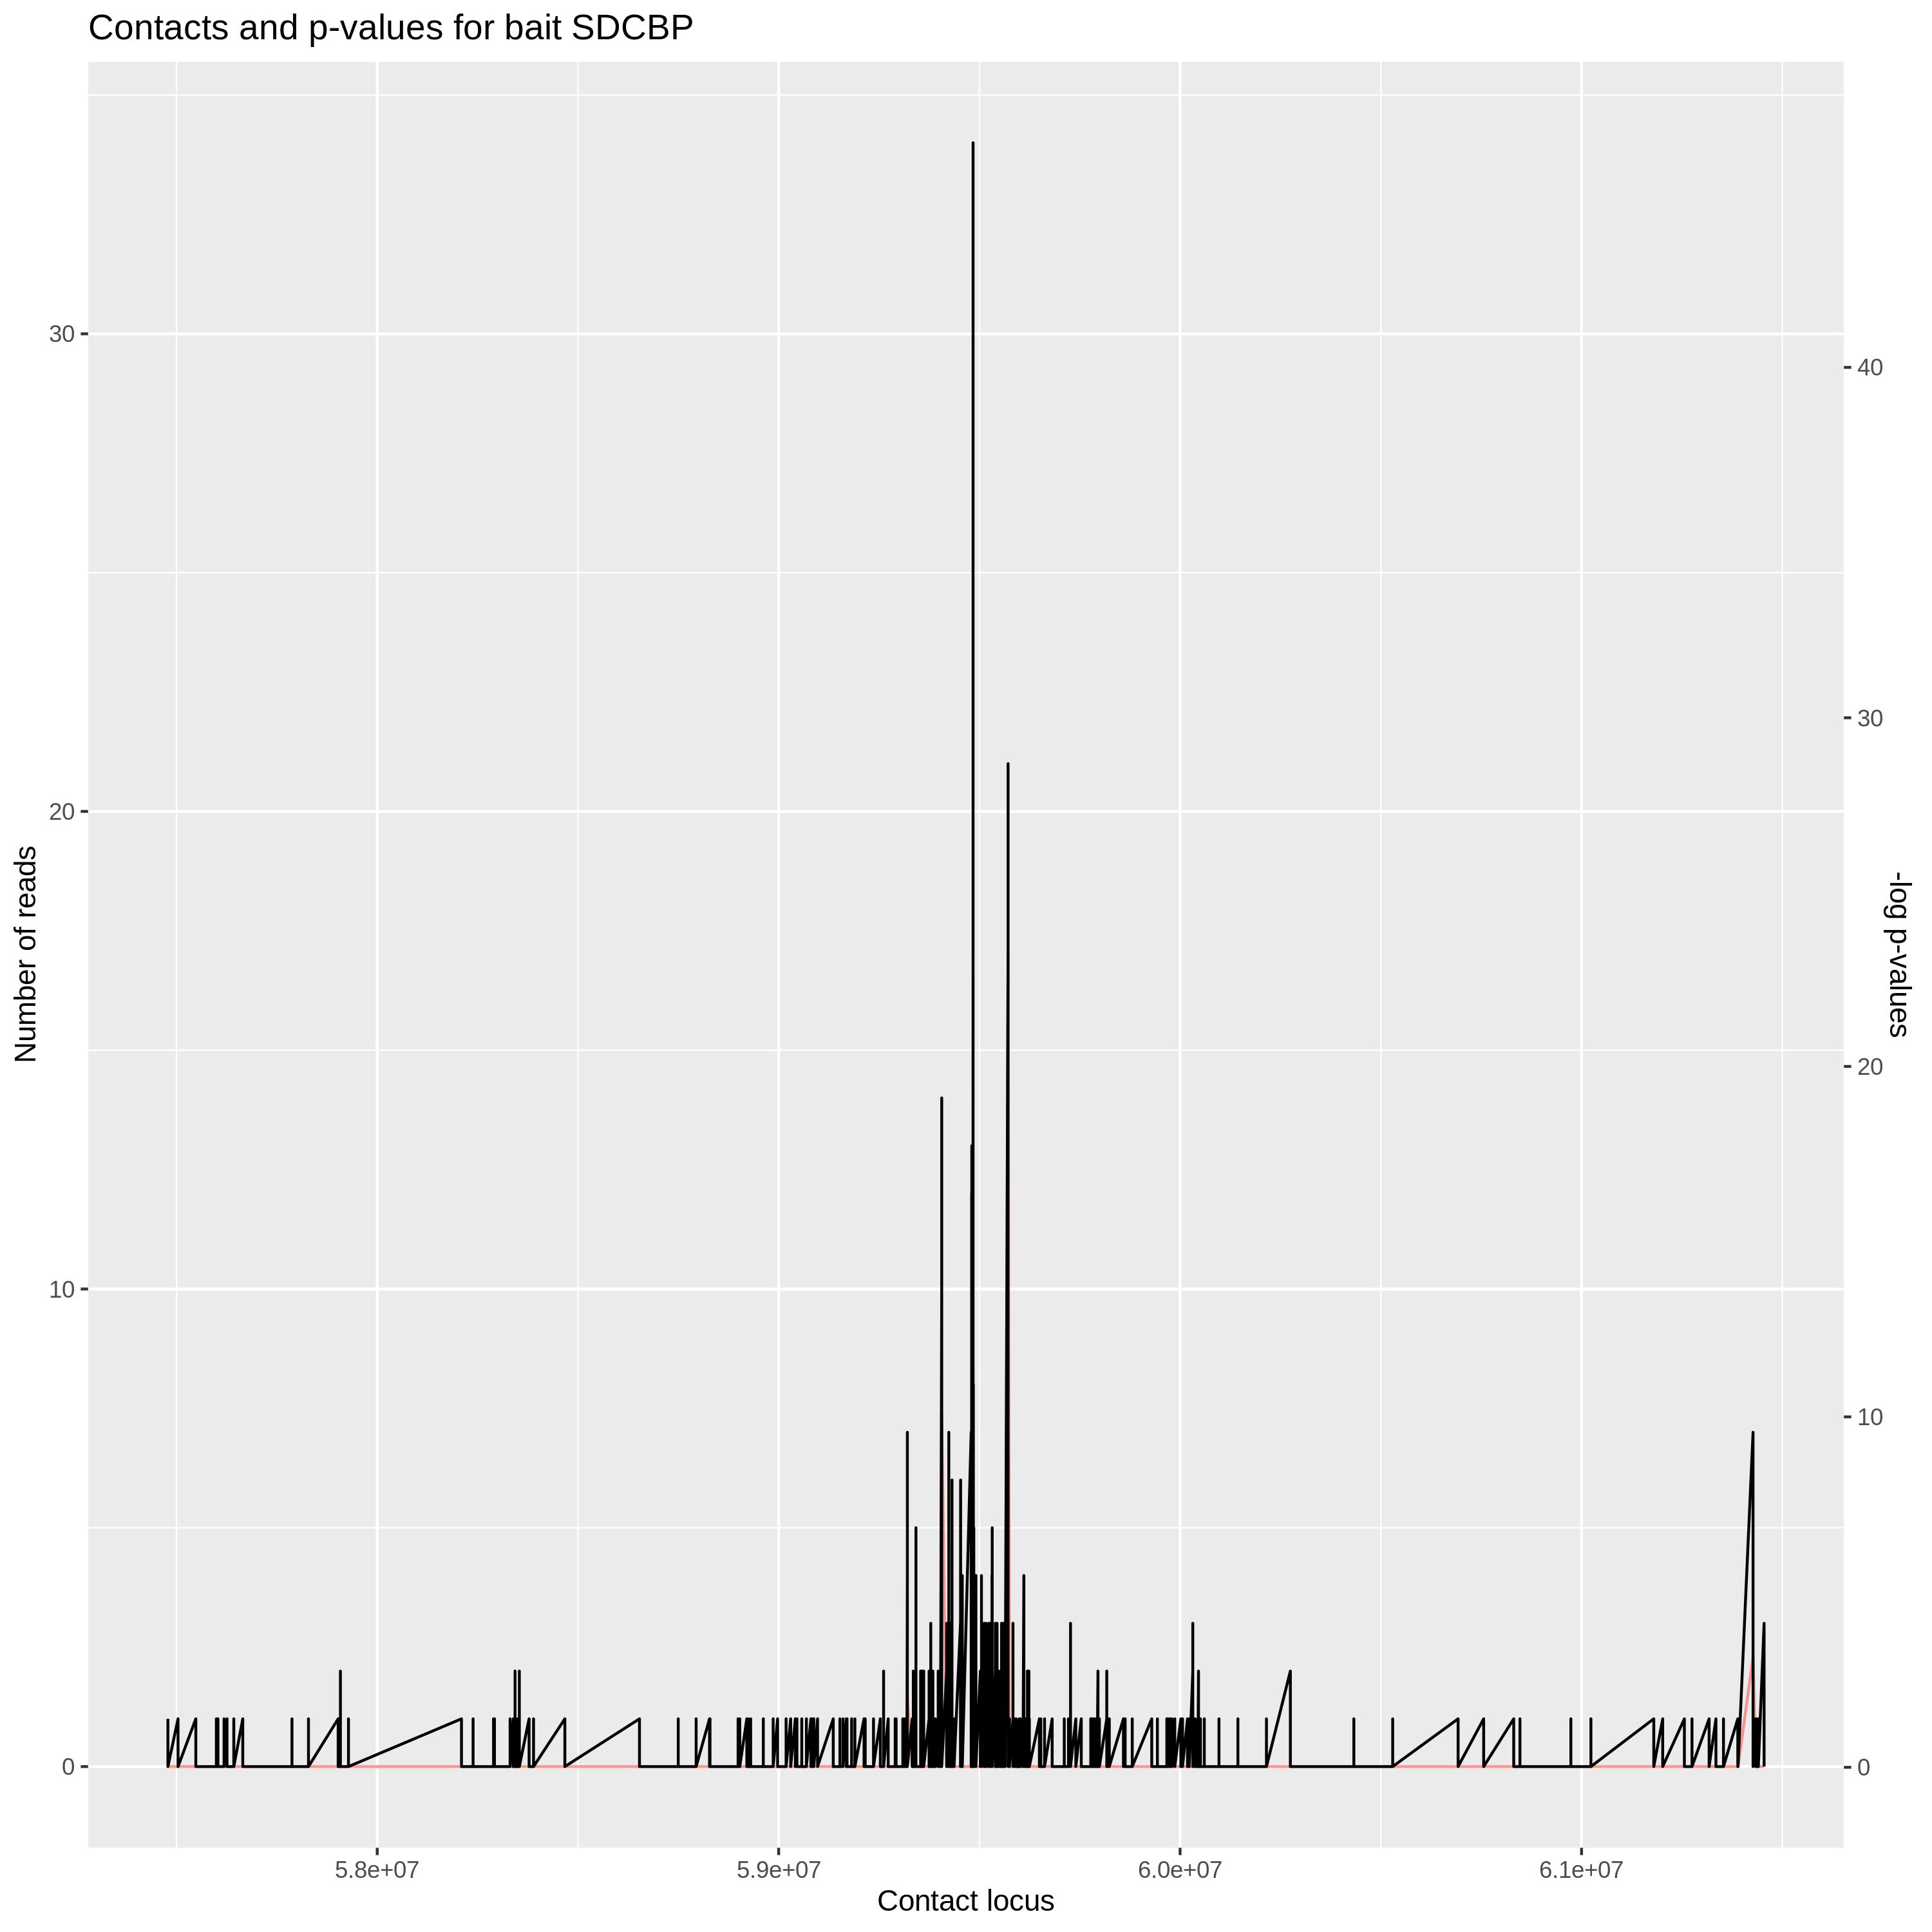 Contacts and p-values for bait SDCBP
30
20
10
0
Number of reads
40
30
20
10
0
-log p-values
5.8e+07
5.9e+07
6.0e+07
6.1e+07
Contact locus